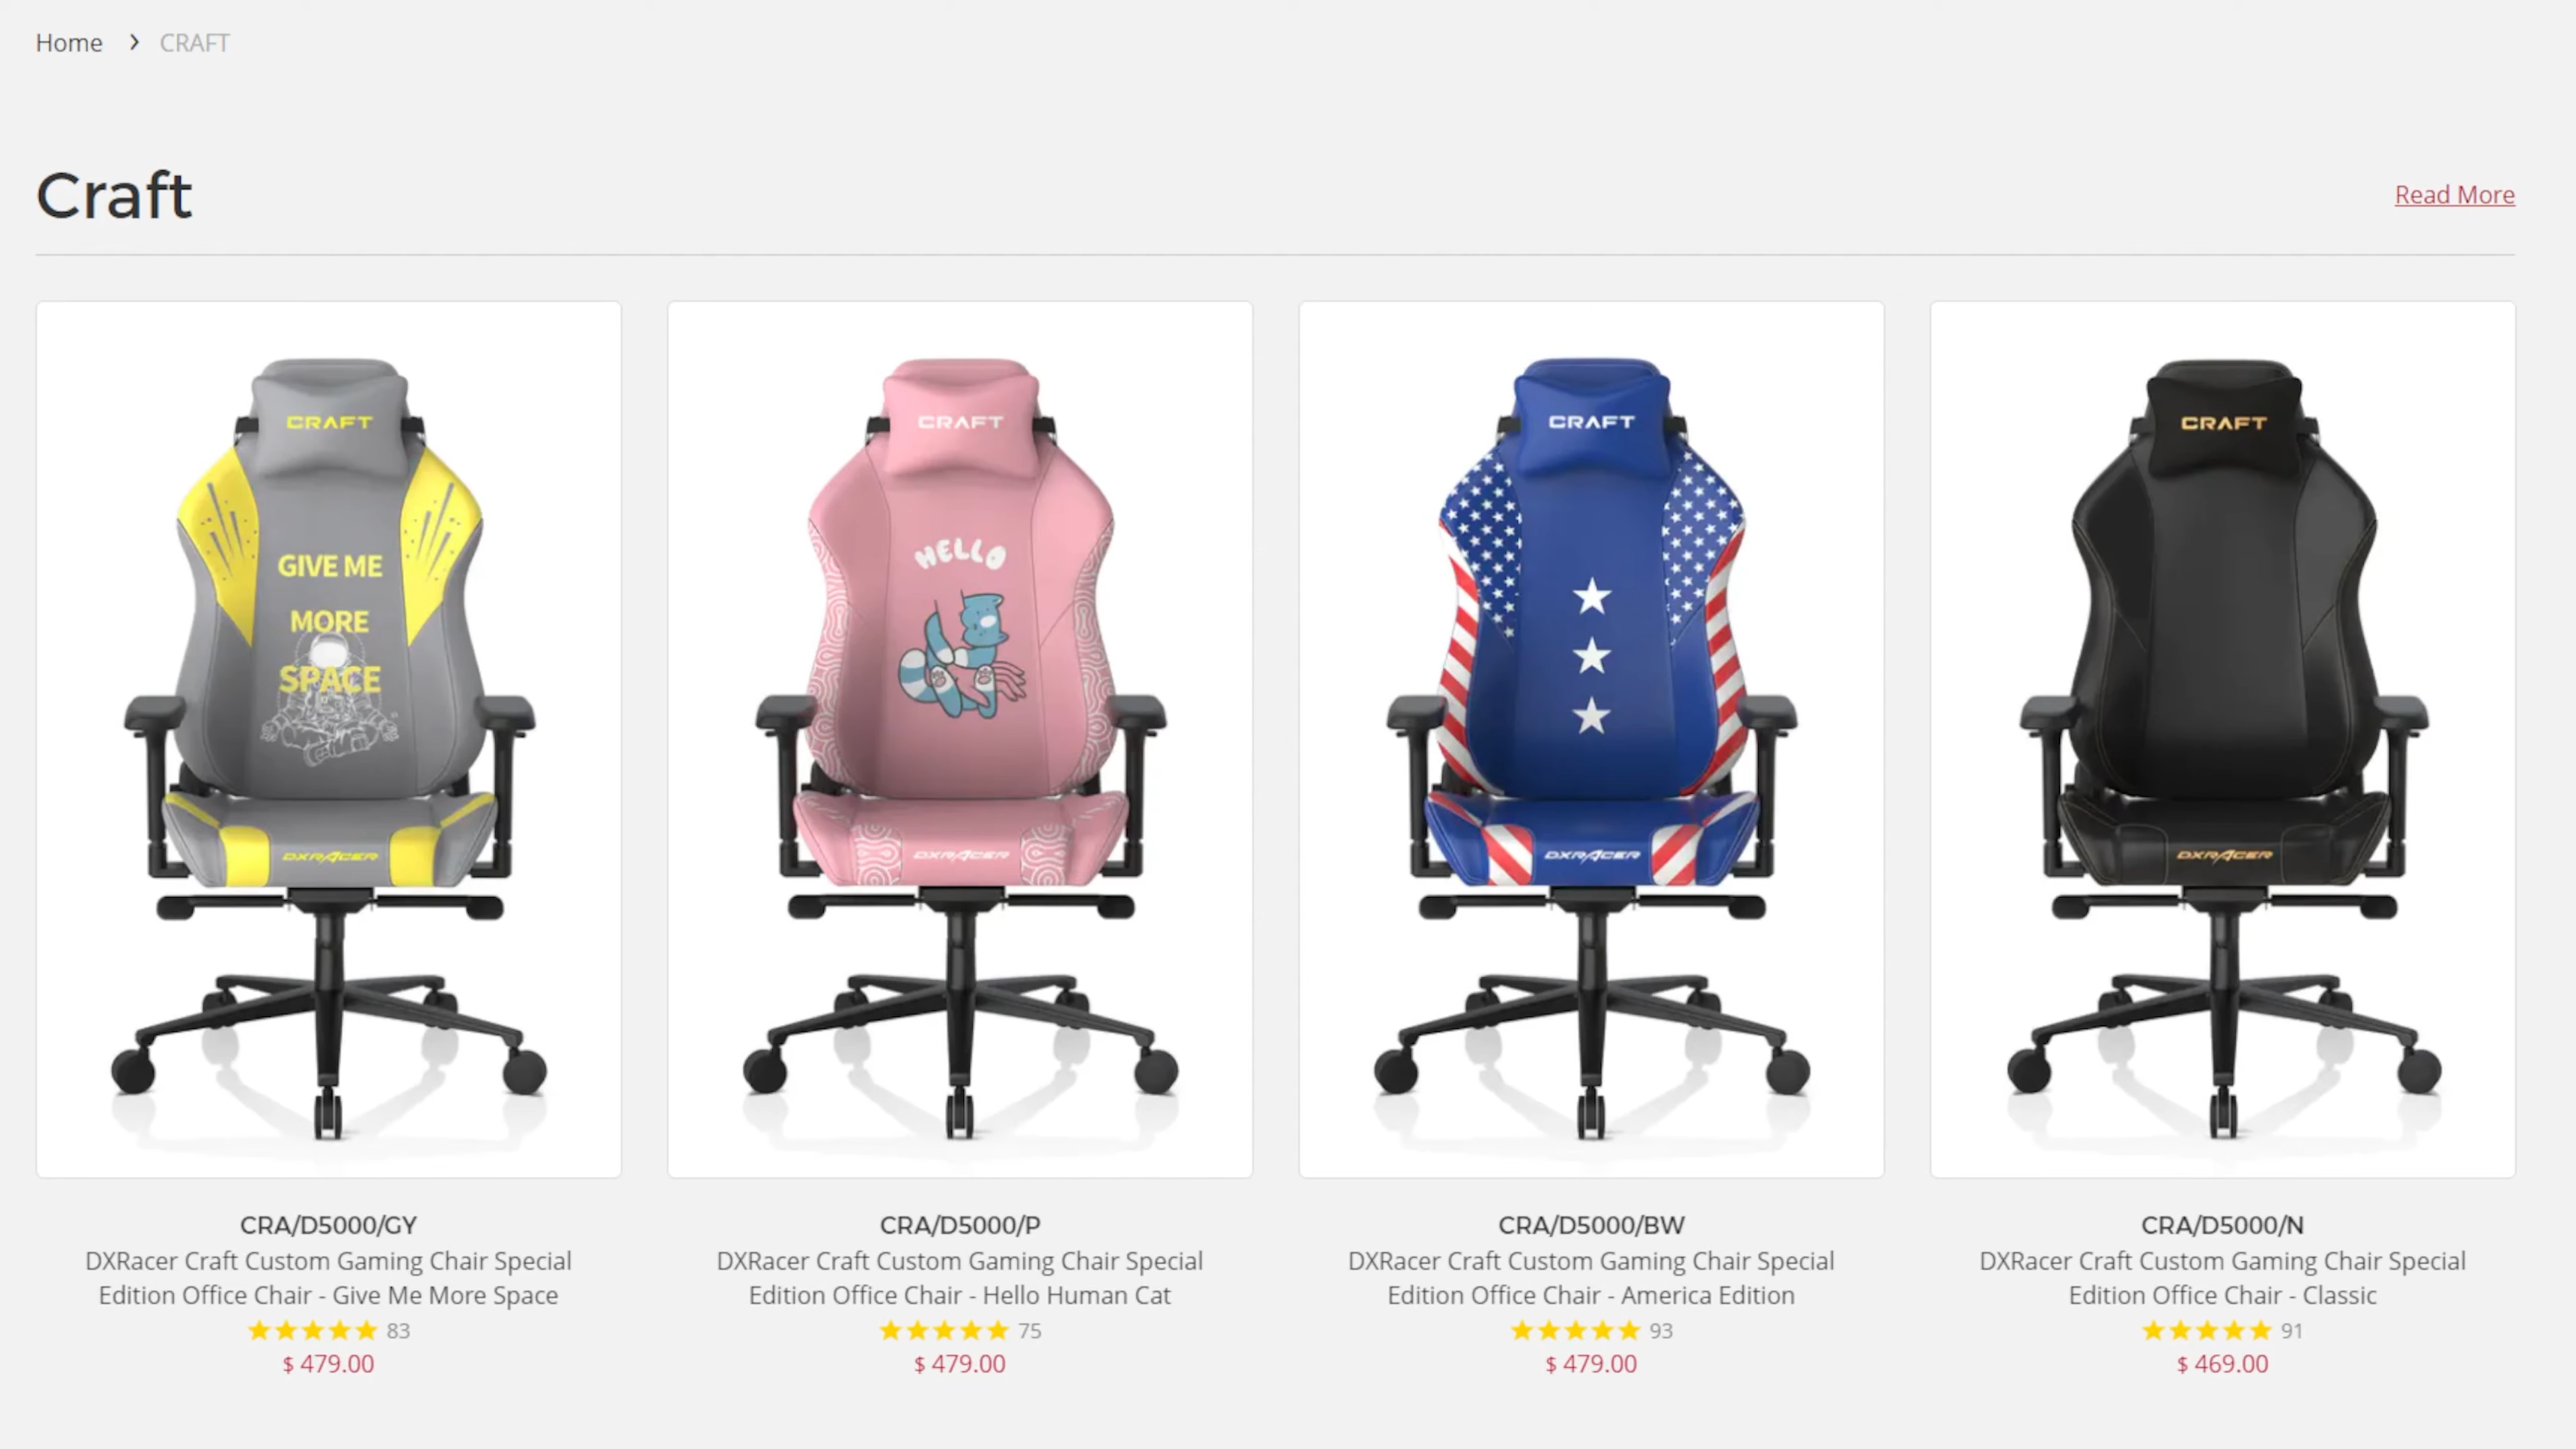 Home > CRAFT
Craft
Read More
CRAFT
GIVE ME
MORE
SPACE
DXRACER
CRAFT
HELLO
DXRACER
CRAFT
DXRACER
CRAFT
DXRACER
CRA/D5000/GY
DXRacer Craft Custom Gaming Chair Special
Edition Office Chair - Give Me More Space
83
$ 479.00
CRA/D5000/P
DXRacer Craft Custom Gaming Chair Special
Edition Office Chair - Hello Human Cat
75
$ 479.00
CRA/D5000/BW
DXRacer Craft Custom Gaming Chair Special
Edition Office Chair - America Edition
93
$ 479.00
CRA/D5000/N
DXRacer Craft Custom Gaming Chair Special
Edition Office Chair - Classic
91
$ 469.00